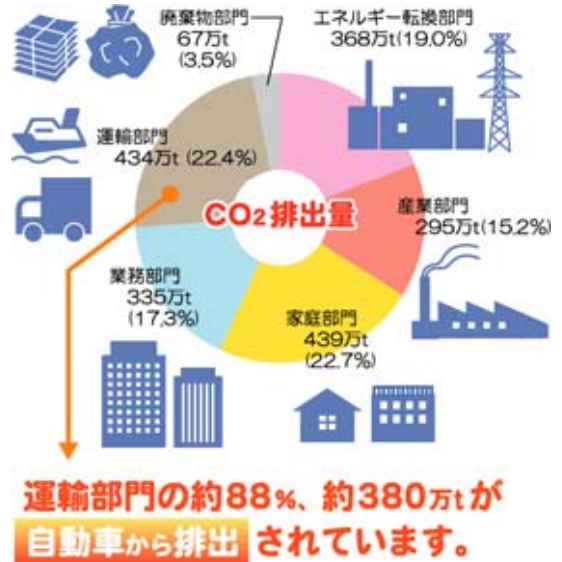 廃棄物部門
67万t
(3.5%)
エネルギー転換部門
368万t(19.0%)
運輸部門
434万t (22.4%)
CO2排出量
産業部門
295万t(15.2%)
業務部門
335万t
(17.3%)
家庭部門
439万t
(22.7%)
運輸部門の約88%、約380万tが
自動車から排出 されています。